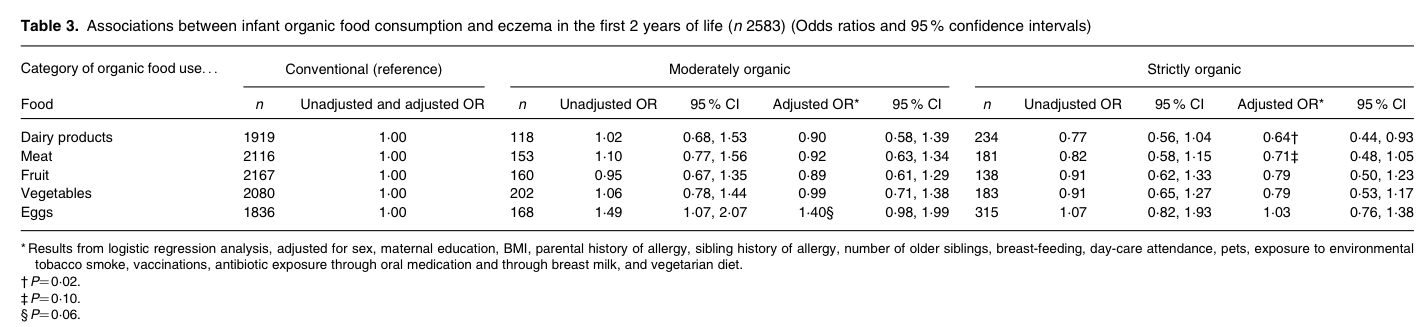 Table 3. Associations between infant organic food consumption and eczema in the first 2 years of life (n 2583) (Odds ratios and 95 % confidence intervals)
Category of organic food use... Conventional (reference) Moderately organic Strictly organic
Food n Unadjusted and adjusted OR n Unadjusted OR 95 % CI Adjusted OR* 95 % CI n Unadjusted OR 95 % CI Adjusted OR* 95 % CI
Dairy products 1919 1·00 118 1·02 0·68, 1·53 0·90 0·58, 1·39 234 0·77 0·56, 1·04 0·64† 0·44, 0·93
Meat 2116 1·00 153 1·10 0·77, 1·56 0·92 0·63, 1·34 181 0·82 0·58, 1·15 0·71‡ 0·48, 1·05
Fruit 2167 1·00 160 0·95 0·67, 1·35 0·89 0·61, 1·29 138 0·91 0·62, 1·33 0·79 0·50, 1·23
Vegetables 2080 1·00 202 1·06 0·78, 1·44 0·99 0·71, 1·38 183 0·91 0·65, 1·27 0·79 0·53, 1·17
Eggs 1836 1·00 168 1·49 1·07, 2·07 1·40§ 0·98, 1·99 315 1·07 0·82, 1·93 1·03 0·76, 1·38
* Results from logistic regression analysis, adjusted for sex, maternal education, BMI, parental history of allergy, sibling history of allergy, number of older siblings, breast-feeding, day-care attendance, pets, exposure to environmental
tobacco smoke, vaccinations, antibiotic exposure through oral medication and through breast milk, and vegetarian diet.
† P=0·02.
‡ P=0·10.
§ P=0·06.